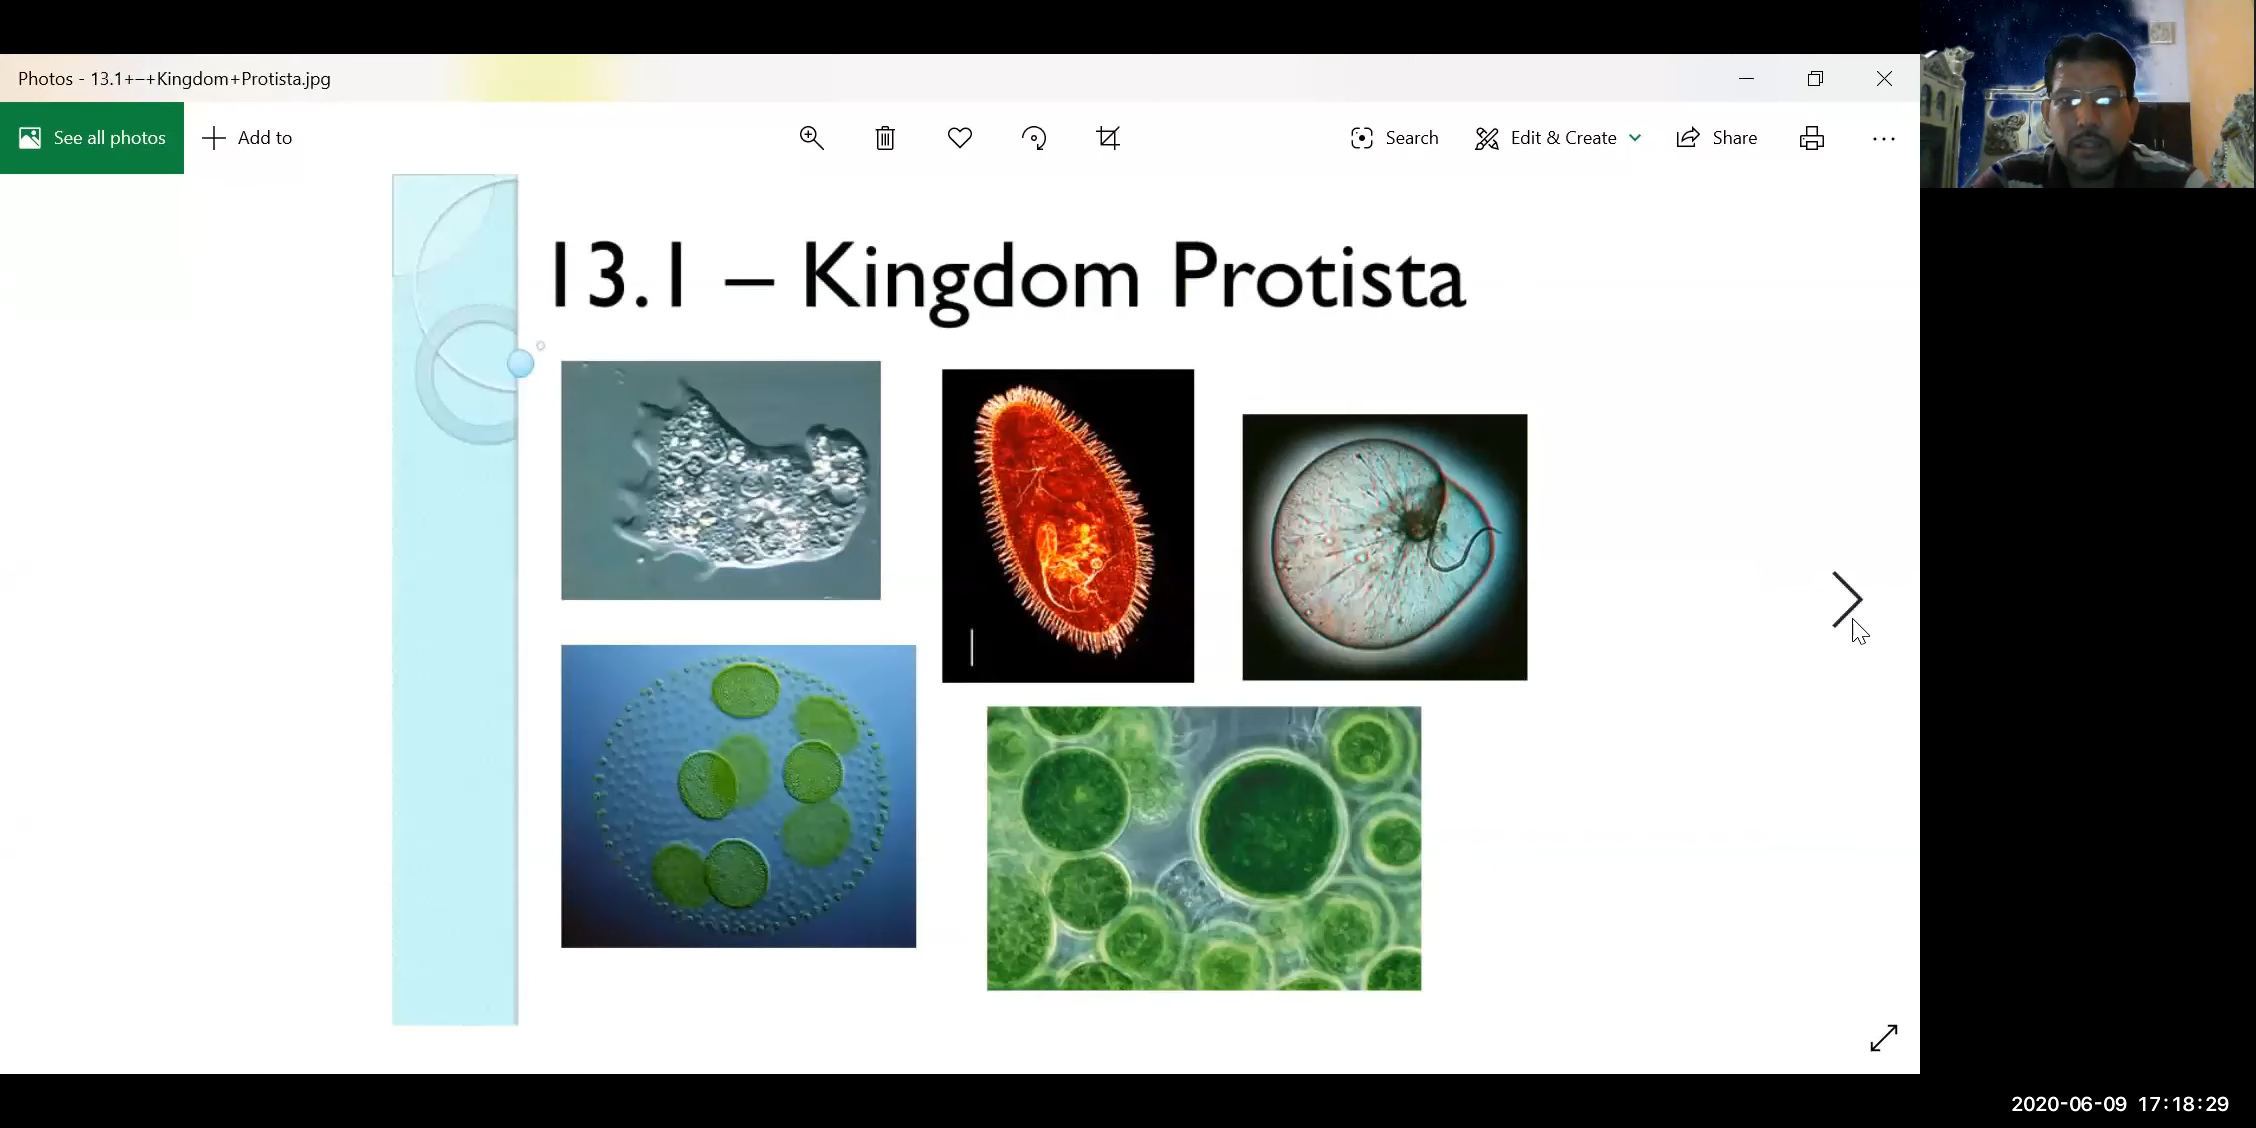 Photos - 13.1+–+Kingdom+Protista.jpg
See all photos
Add to
Search
Edit & Create
Share
13.1 – Kingdom Protista
2020-06-09 17:18:29